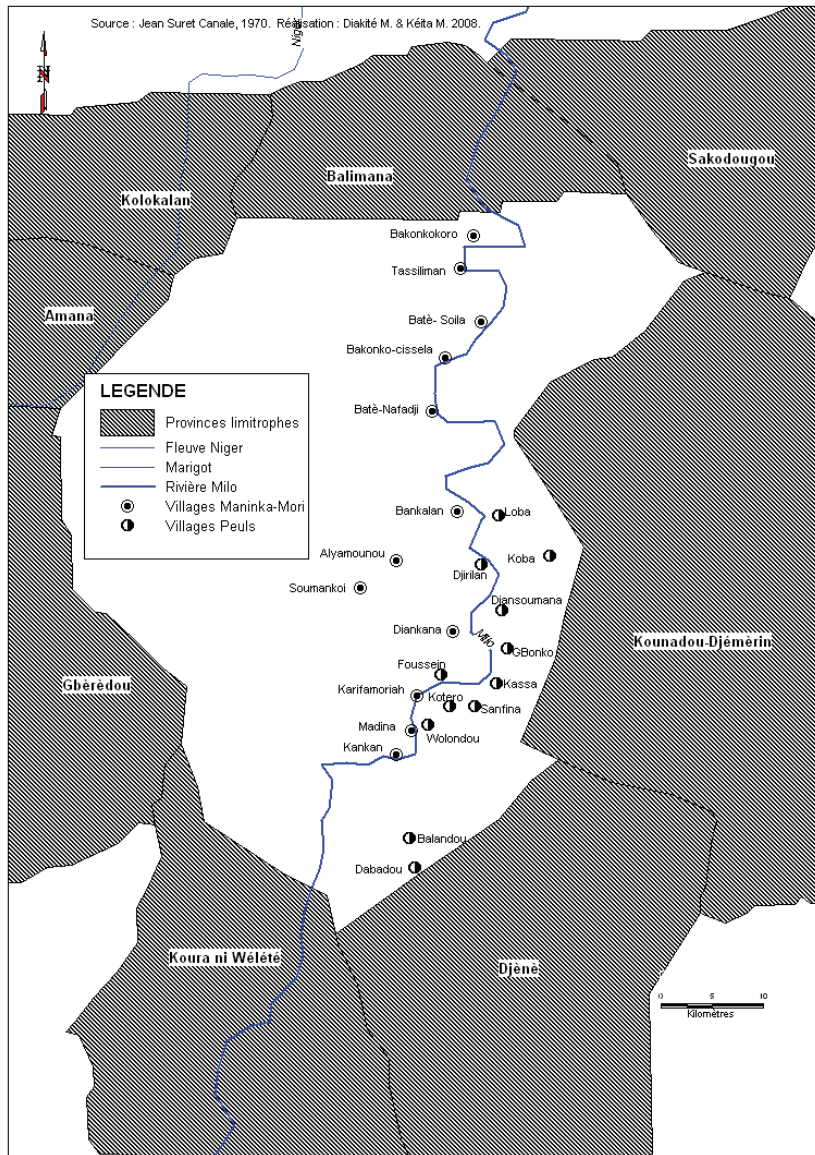 Source : Jean Suret Canale, 1970. Réalisation : Diakité M. & Kéita M. 2008.
Niger
N
Sakodougou
Balimana
Kolokalan
Bakonkokoro
Tassiliman
Amana
Batè- Soila
Bakonko-cissela
LEGENDE
Provinces limitrophes
Fleuve Niger
Marigot
Rivière Milo
Villages Maninka-Mori
Villages Peuls
Batè-Nafadji
Bankalan
Loba
Alyamounou
Koba
Djirilan
Soumankoi
Diansoumana
Diankana
Milo
Kounadou-Djémèrin
GBonko
Foussein
Gbèrèdou
Kassa
Karifamoriah
Kotero
Sanfina
Madina
Wolondou
Kankan
Balandou
Dabadou
Koura ni Wélété
Djènè
0 5 10
Kilomètres